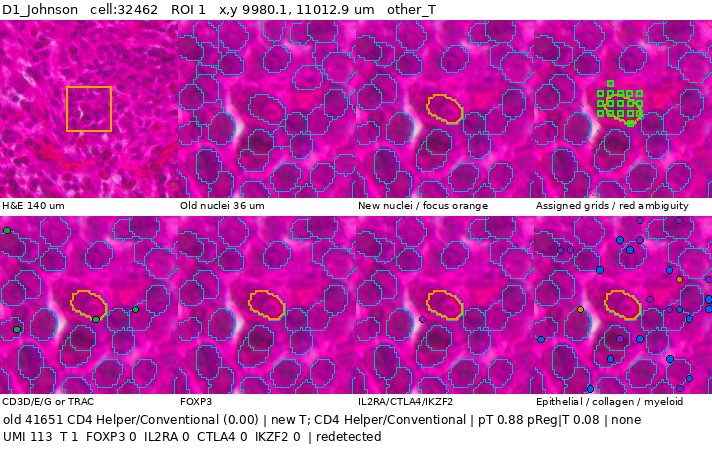 D1_Johnson   cell:32462   ROI 1   x,y 9980.1, 11012.9 um   other_T
H&E 140 um
Old nuclei 36 um
New nuclei / focus orange
Assigned grids / red ambiguity
CD3D/E/G or TRAC
FOXP3
IL2RA/CTLA4/IKZF2
Epithelial / collagen / myeloid
old 41651 CD4 Helper/Conventional (0.00) | new T; CD4 Helper/Conventional | pT 0.88 pReg|T 0.08 | none
UMI 113  T 1  FOXP3 0  IL2RA 0  CTLA4 0  IKZF2 0  | redetected